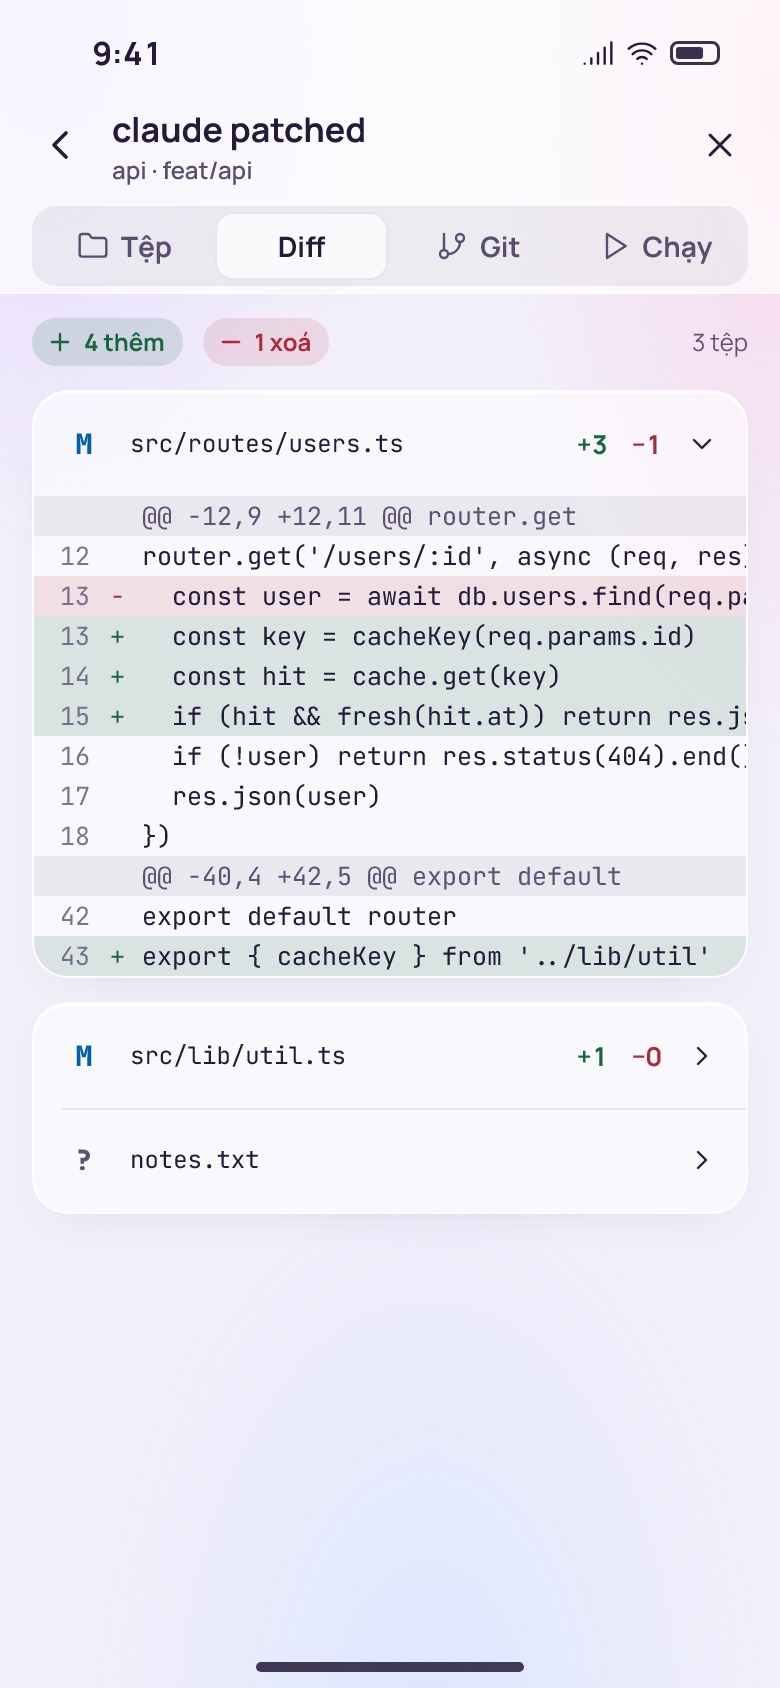 9:41
claude patched
api · feat/api
Tệp Diff Git Chạy
+ 4 thêm − 1 xoá 3 tệp
M src/routes/users.ts +3 −1
@@ -12,9 +12,11 @@ router.get
12 router.get('/users/:id', async (req, res)
13 - const user = await db.users.find(req.pa
13 + const key = cacheKey(req.params.id)
14 + const hit = cache.get(key)
15 + if (hit && fresh(hit.at)) return res.js
16 if (!user) return res.status(404).end()
17 res.json(user)
18 })
@@ -40,4 +42,5 @@ export default
42 export default router
43 + export { cacheKey } from '../lib/util'
M src/lib/util.ts +1 −0
? notes.txt